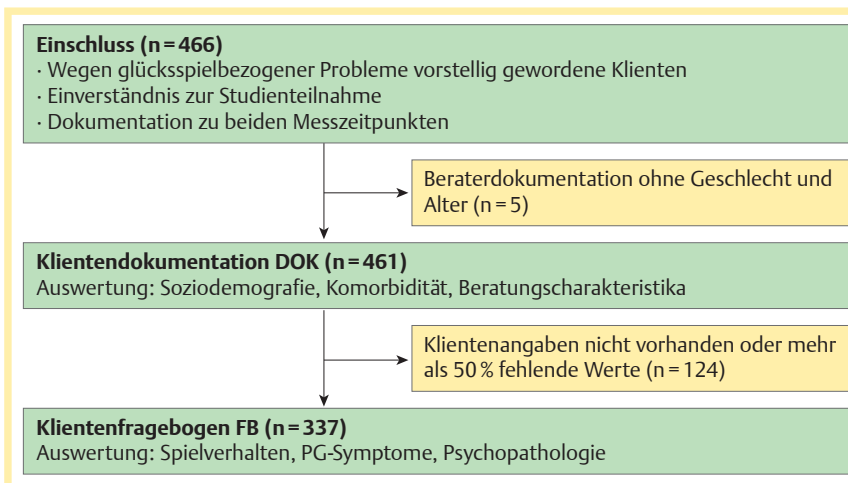 Einschluss (n = 466)
· Wegen glücksspielbezogener Probleme vorstellig gewordene Klienten
· Einverständnis zur Studienteilnahme
· Dokumentation zu beiden Messzeitpunkten
Beraterdokumentation ohne Geschlecht und
Alter (n = 5)
Klientendokumentation DOK (n = 461)
Auswertung: Soziodemografie, Komorbidität, Beratungscharakteristika
Klientenangaben nicht vorhanden oder mehr
als 50 % fehlende Werte (n = 124)
Klientenfragebogen FB (n = 337)
Auswertung: Spielverhalten, PG-Symptome, Psychopathologie